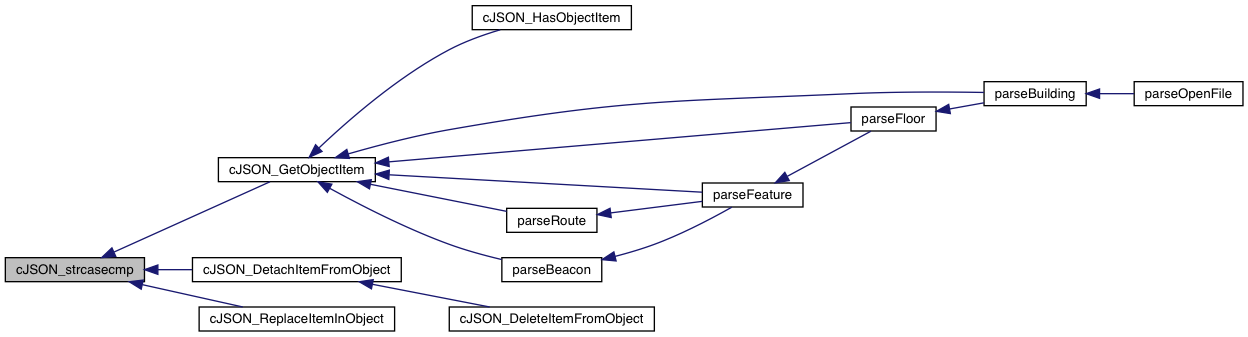 cJSON_HasObjectItem
parseBuilding
parseOpenFile
parseFloor
cJSON_GetObjectItem
parseFeature
parseRoute
cJSON_strcasecmp
cJSON_DetachItemFromObject
parseBeacon
cJSON_ReplaceItemInObject
cJSON_DeleteItemFromObject